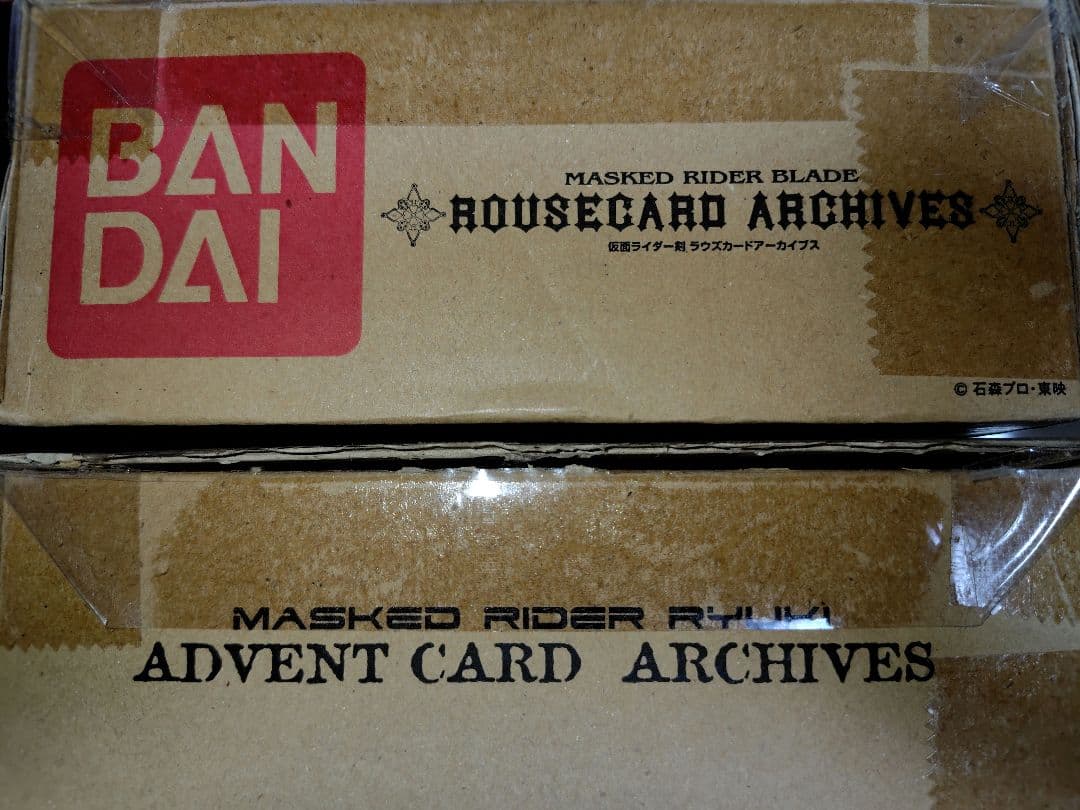 BAN
DAI
MASKED RIDER BLADE
ROUSECARD ARCHIVES
仮面ライダー剣 ラウズカードアーカイブス
© 石森プロ・東映
MASKED RIDER RYUKI
ADVENT CARD ARCHIVES